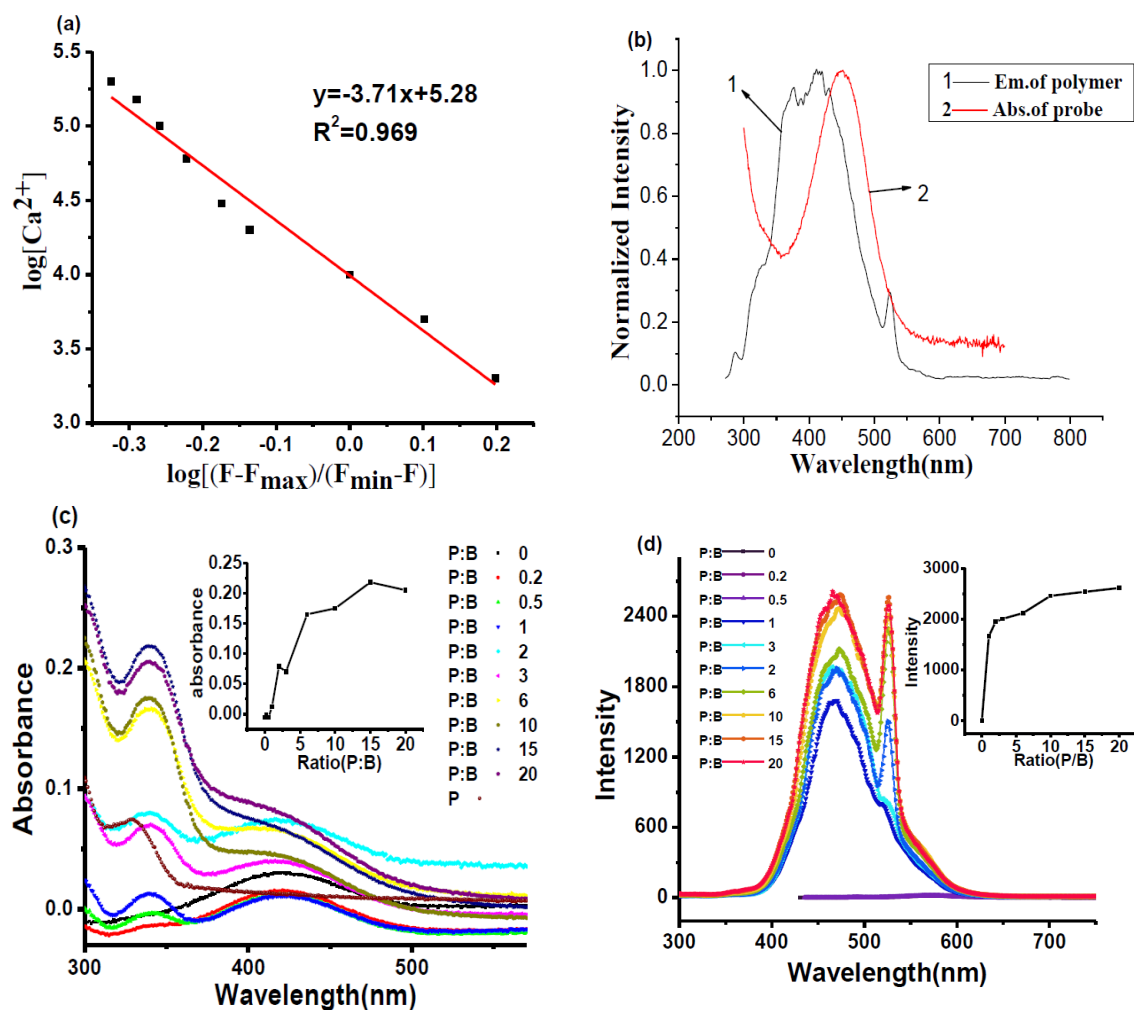 (a)
5.5
5.0
4.5
4.0
3.5
3.0
log[Ca2+]
y=-3.71x+5.28
R2=0.969
-0.3 -0.2 -0.1 0.0 0.1 0.2
log[(F-Fmax)/(Fmin-F)]
(b)
1.0
0.8
0.6
0.4
0.2
0.0
Normalized Intensity
1
2
1 Em.of polymer
2 Abs.of probe
200 300 400 500 600 700 800
Wavelength(nm)
(c)
0.3
0.2
0.1
0.0
Absorbance
0.25
0.20
0.15
0.10
0.05
0.00
absorbance
0 5 10 15 20
Ratio(P:B)
P:B 0
P:B 0.2
P:B 0.5
P:B 1
P:B 2
P:B 3
P:B 6
P:B 10
P:B 15
P:B 20
P
300 400 500
Wavelength(nm)
(d)
2400
1800
1200
600
0
Intensity
P:B 0
P:B 0.2
P:B 0.5
P:B 1
P:B 3
P:B 2
P:B 6
P:B 10
P:B 15
P:B 20
3000
2000
1000
0
Intensity
0 5 10 15 20
Ratio(P/B)
300 400 500 600 700
Wavelength(nm)